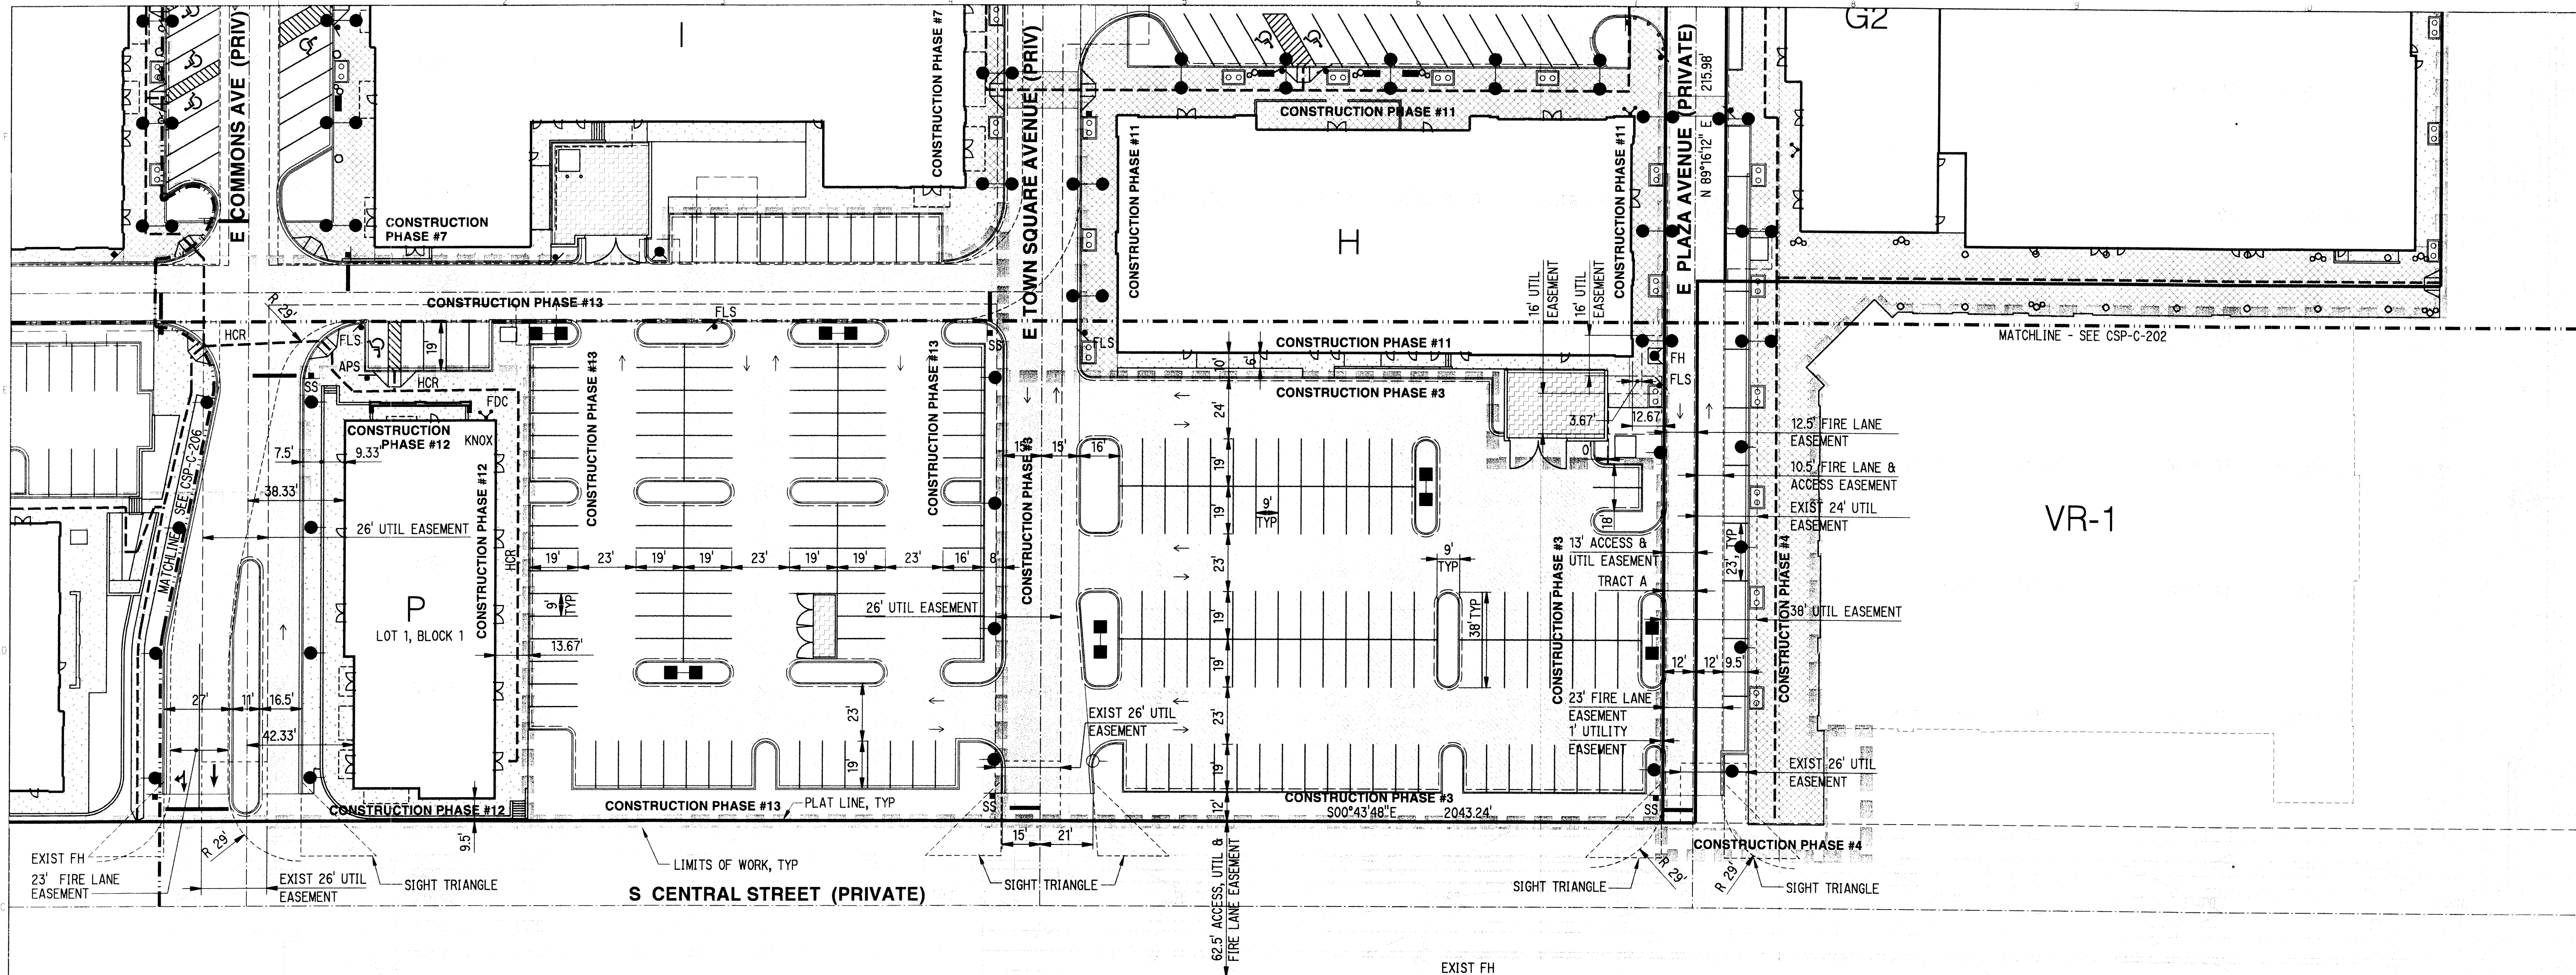 I
G2
E COMMONS AVE (PRIV)
CONSTRUCTION PHASE #7
E TOWN SQUARE AVENUE (PRIV)
E PLAZA AVENUE (PRIVATE)
N 89°16'12" E
215.98'
CONSTRUCTION PHASE #11
CONSTRUCTION PHASE #11
CONSTRUCTION PHASE #11
CONSTRUCTION
PHASE #7
H
16' UTIL
EASEMENT
16' UTIL
EASEMENT
CONSTRUCTION PHASE #13
R 29'
HCR
FLS
FLS
SS
FLS
CONSTRUCTION PHASE #11
MATCHLINE - SEE CSP-C-202
19'
APS
HCR
SS
FDC
10'
6'
FH
FLS
CONSTRUCTION PHASE #13
CONSTRUCTION PHASE #13
CONSTRUCTION PHASE #3
24'
3.67'
12.67'
CONSTRUCTION
PHASE #12
KNOX
7.5'
9.33'
CONSTRUCTION PHASE #12
MATCHLINE SEE CSP-C-206
38.33'
26' UTIL EASEMENT
15'
15'
16'
CONSTRUCTION PHASE #3
19'
19'
9'
TYP
0'
18'
12.5' FIRE LANE
EASEMENT
10.5' FIRE LANE &
ACCESS EASEMENT
EXIST 24' UTIL
EASEMENT
VR-1
HCR
19'
23'
19'
19'
23'
19'
19'
23'
16'
8'
23'
9'
TYP
13' ACCESS &
UTIL EASEMENT
TRACT A
CONSTRUCTION PHASE #3
23' TYP
CONSTRUCTION PHASE #4
P
LOT 1, BLOCK 1
9'
TYP
26' UTIL EASEMENT
19'
19'
38' TYP
38' UTIL EASEMENT
13.67'
12'
12'
9.5'
27'
11'
16.5'
42.33'
23'
19'
EXIST 26' UTIL
EASEMENT
23'
19'
12'
23' FIRE LANE
EASEMENT
1' UTILITY
EASEMENT
EXIST 26' UTIL
EASEMENT
CONSTRUCTION PHASE #12
CONSTRUCTION PHASE #13
PLAT LINE, TYP
SS
CONSTRUCTION PHASE #3
S00°43'48"E 2043.24'
SS
9.5'
R 29'
15'
21'
R 29'
R 29'
CONSTRUCTION PHASE #4
EXIST FH
23' FIRE LANE
EASEMENT
EXIST 26' UTIL
EASEMENT
SIGHT TRIANGLE
LIMITS OF WORK, TYP
S CENTRAL STREET (PRIVATE)
SIGHT TRIANGLE
62.5' ACCESS, UTIL &
FIRE LANE EASEMENT
SIGHT TRIANGLE
SIGHT TRIANGLE
EXIST FH